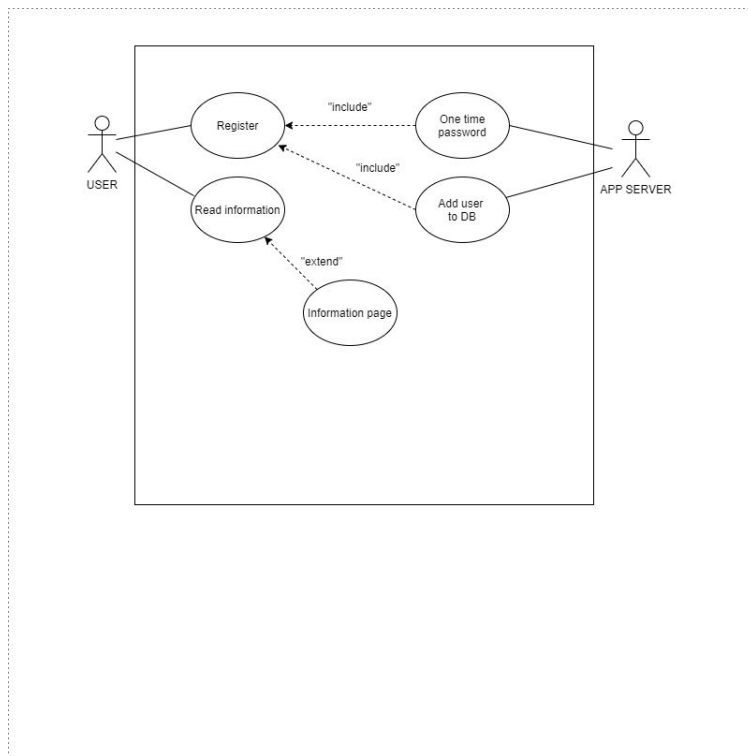 "include"
Register
One time
password
"include"
USER
APP SERVER
Read information
Add user
to DB
"extend"
Information page